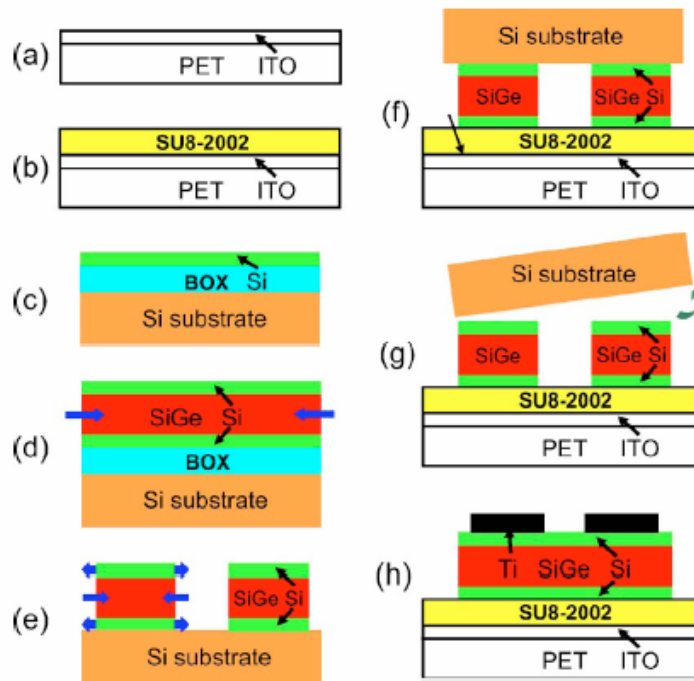 (a)
PET ITO
(b)
SU8-2002
PET ITO
(c)
BOX Si
Si substrate
(d)
SiGe Si
BOX
Si substrate
(e)
SiGe Si
Si substrate
(f)
Si substrate
SiGe SiGe Si
SU8-2002
PET ITO
(g)
Si substrate
SiGe SiGe Si
SU8-2002
PET ITO
(h)
Ti SiGe Si
SU8-2002
PET ITO